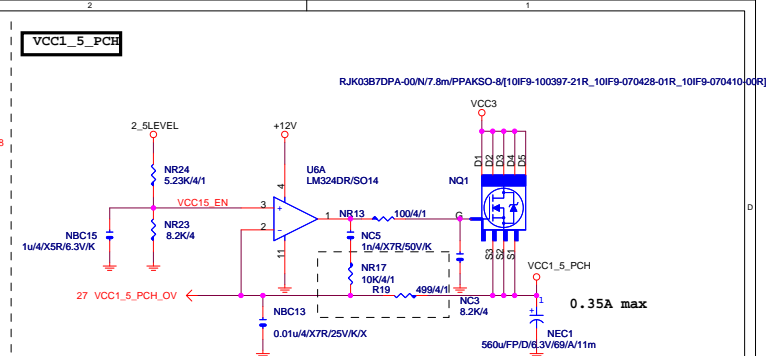 2
1
VCC1_5_PCH
RJK03B7DPA-00/N/7.8m/PPAKSO-8/[10IF9-100397-21R_10IF9-070428-01R_10IF9-070410-00R]
VCC3
8
2_5LEVEL
+12V
D1
D2
D3
D4
D5
NR24
5.23K/4/1
U6A
LM324DR/SO14
NQ1
4
VCC15_EN
3
+
1
NR13
100/4/1
G
D
NBC15
1u/4/X5R/6.3V/K
NR23
8.2K/4
2
-
11
NC5
1n/4/X7R/50V/K
S3
S2
S1
NR17
10K/4/1
VCC1_5_PCH
27 VCC1_5_PCH_OV
R19
499/4/1
NC3
8.2K/4
1
0.35A max
NBC13
0.01u/4/X7R/25V/K/X
+
NEC1
560u/FP/D/6.3V/69/A/11m